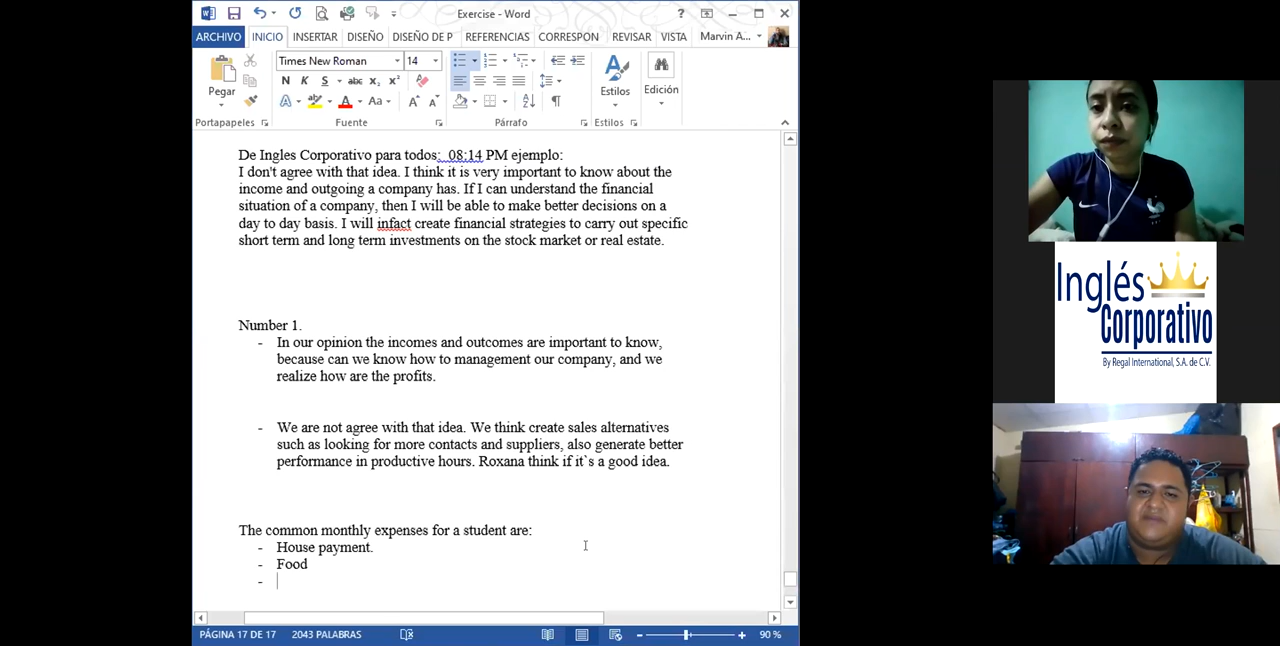 Exercise - Word
?
ARCHIVO INICIO INSERTAR DISEÑO DISEÑO DE P REFERENCIAS CORRESPON REVISAR VISTA Marvin A...
Times New Roman 14
N K S abc x₂ x²
A A Aa A A
Pegar Estilos Edición
Portapapeles Fuente Párrafo Estilos
De Ingles Corporativo para todos: 08:14 PM ejemplo:
I don't agree with that idea. I think it is very important to know about the
income and outgoing a company has. If I can understand the financial
situation of a company, then I will be able to make better decisions on a
day to day basis. I will infact create financial strategies to carry out specific
short term and long term investments on the stock market or real estate.
Number 1.
- In our opinion the incomes and outcomes are important to know,
because can we know how to management our company, and we
realize how are the profits.
- We are not agree with that idea. We think create sales alternatives
such as looking for more contacts and suppliers, also generate better
performance in productive hours. Roxana think if it`s a good idea.
The common monthly expenses for a student are:
- House payment.
- Food
-
PÁGINA 17 DE 17 2043 PALABRAS 90 %
Inglés
Corporativo
By Regal International, S.A. de C.V.